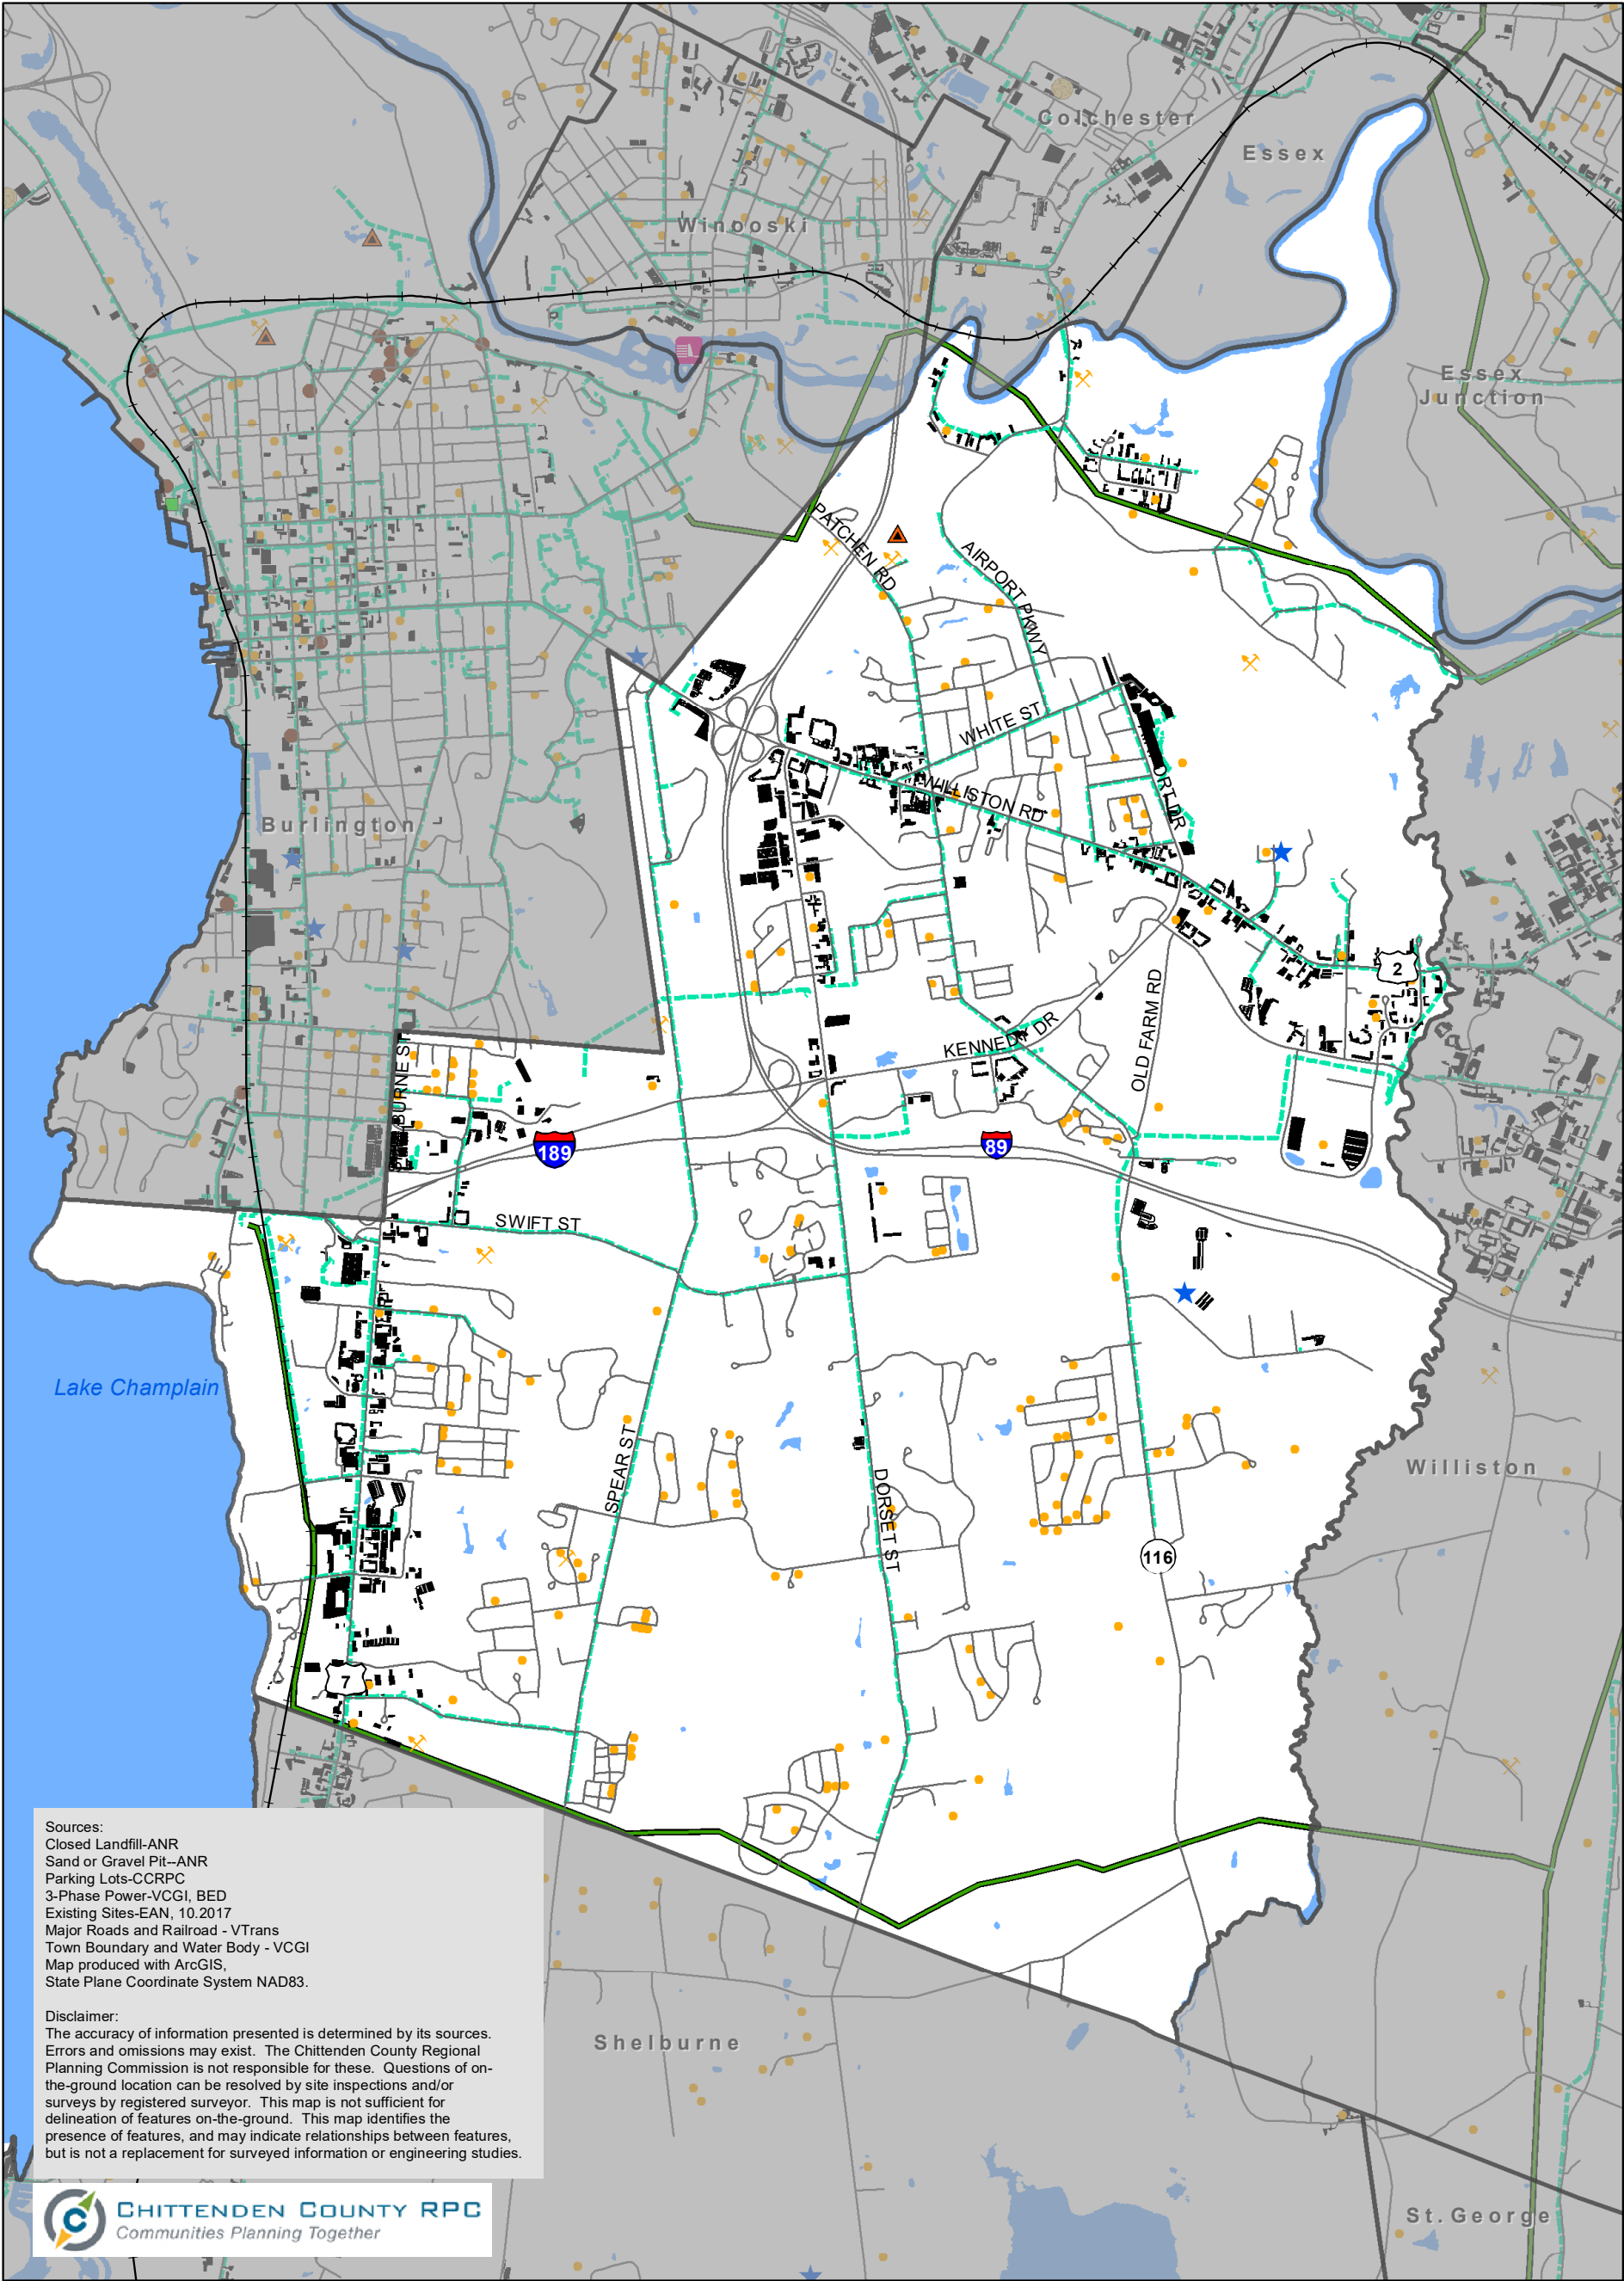 Colchester
Essex
Winooski
Essex
Junction
PATCHEN RD
AIRPORT PKWY
WHITE ST
WILLISTON RD
ORT DR
Burlington
2
OLD FARM RD
KENNEDY DR
BURNE ST
189
89
SWIFT ST
Lake Champlain
SPEAR ST
DORSET ST
Williston
116
7
Sources:
Closed Landfill-ANR
Sand or Gravel Pit--ANR
Parking Lots-CCRPC
3-Phase Power-VCGI, BED
Existing Sites-EAN, 10.2017
Major Roads and Railroad - VTrans
Town Boundary and Water Body - VCGI
Map produced with ArcGIS,
State Plane Coordinate System NAD83.
Disclaimer:
The accuracy of information presented is determined by its sources.
Errors and omissions may exist. The Chittenden County Regional
Planning Commission is not responsible for these. Questions of on-
the-ground location can be resolved by site inspections and/or
surveys by registered surveyor. This map is not sufficient for
delineation of features on-the-ground. This map identifies the
presence of features, and may indicate relationships between features,
but is not a replacement for surveyed information or engineering studies.
Shelburne
C CHITTENDEN COUNTY RPC
Communities Planning Together
St. George